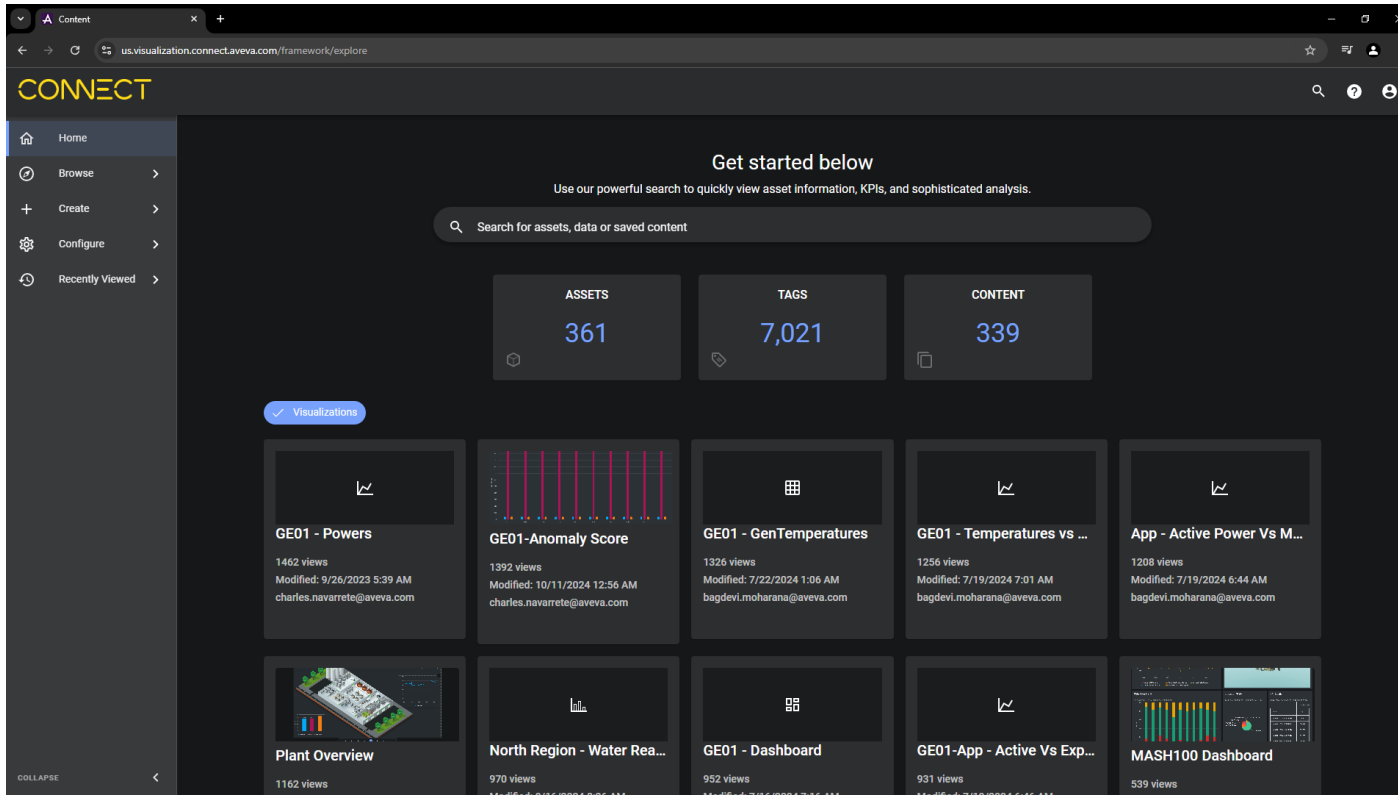 Content
us.visualization.connect.aveva.com/framework/explore
CONNECT
Home
Browse
Create
Configure
Recently Viewed
COLLAPSE
Get started below
Use our powerful search to quickly view asset information, KPIs, and sophisticated analysis.
Search for assets, data or saved content
ASSETS
361
TAGS
7,021
CONTENT
339
Visualizations
GE01 - Powers
1462 views
Modified: 9/26/2023 5:39 AM
charles.navarrete@aveva.com
GE01-Anomaly Score
1392 views
Modified: 10/11/2024 12:56 AM
charles.navarrete@aveva.com
GE01 - GenTemperatures
1326 views
Modified: 7/22/2024 1:06 AM
bagdevi.moharana@aveva.com
GE01 - Temperatures vs ...
1256 views
Modified: 7/19/2024 7:01 AM
bagdevi.moharana@aveva.com
App - Active Power Vs M...
1208 views
Modified: 7/19/2024 6:44 AM
bagdevi.moharana@aveva.com
Plant Overview
1162 views
North Region - Water Rea...
970 views
GE01 - Dashboard
952 views
GE01-App - Active Vs Exp...
931 views
MASH100 Dashboard
539 views